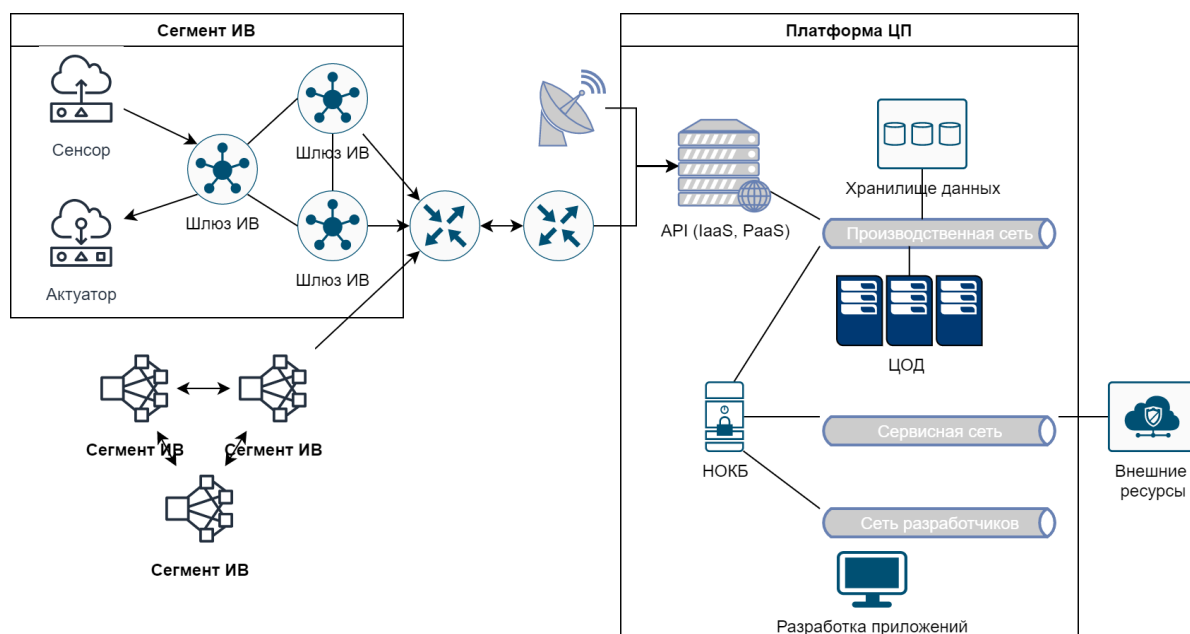 Сегмент ИВ
Платформа ЦП
Сенсор
Шлюз ИВ
Шлюз ИВ
Актуатор
Шлюз ИВ
API (IaaS, PaaS)
Хранилище данных
Производственная сеть
ЦОД
Сегмент ИВ
Сегмент ИВ
Сегмент ИВ
НОКБ
Сервисная сеть
Внешние
ресурсы
Сеть разработчиков
Разработка приложений